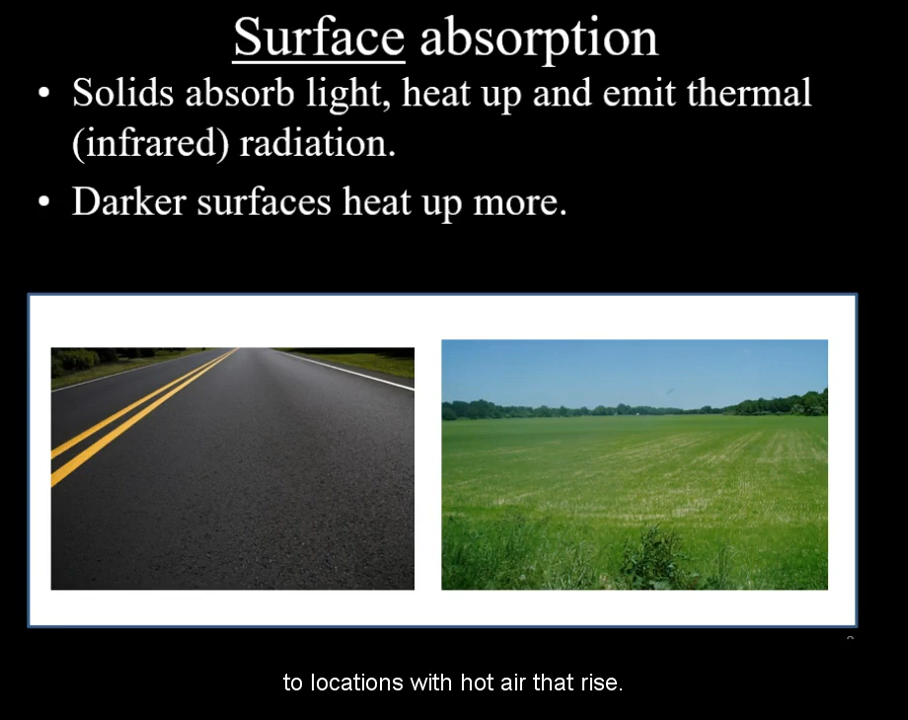 Surface absorption
• Solids absorb light, heat up and emit thermal
(infrared) radiation.
• Darker surfaces heat up more.
to locations with hot air that rise.